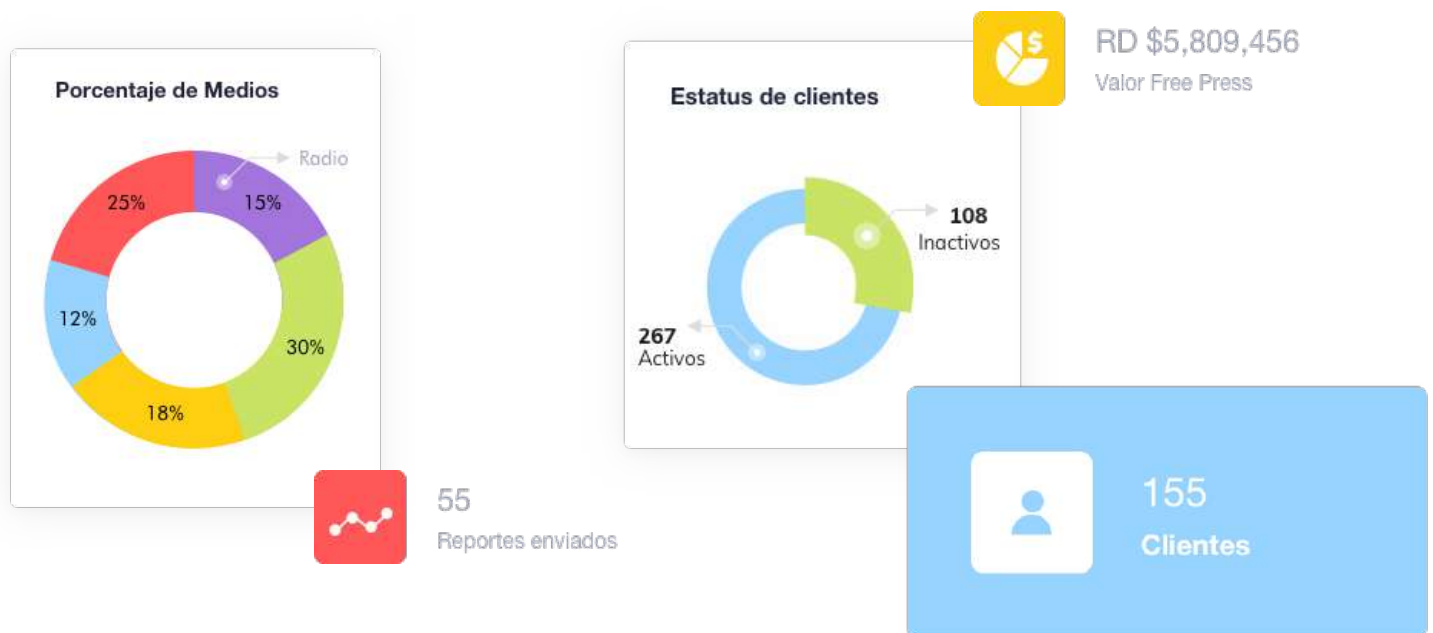 Porcentaje de Medios
Radio
25%
15%
12%
30%
18%
55
Reportes enviados
Estatus de clientes
108
Inactivos
267
Activos
RD $5,809,456
Valor Free Press
$
155
Clientes